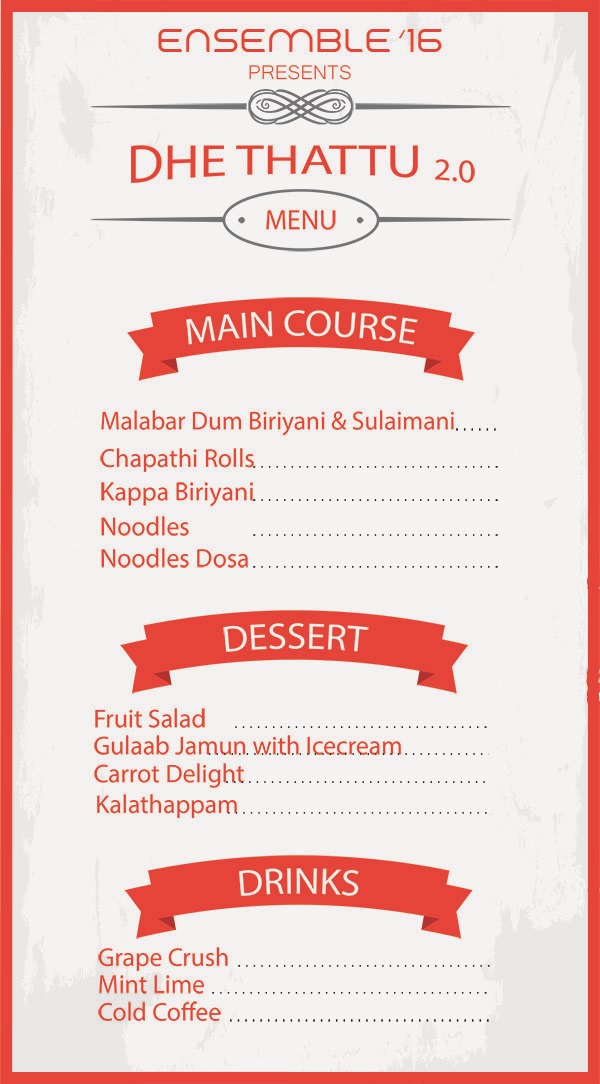 ENSEMBLE '16
PRESENTS
DHE THATTU 2.0
MENU
MAIN COURSE
Malabar Dum Biriyani & Sulaimani......
Chapathi Rolls
Kappa Biriyani
Noodles
Noodles Dosa
DESSERT
Fruit Salad
Gulaab Jamun with Icecream
Carrot Delight
Kalathappam
DRINKS
Grape Crush
Mint Lime
Cold Coffee